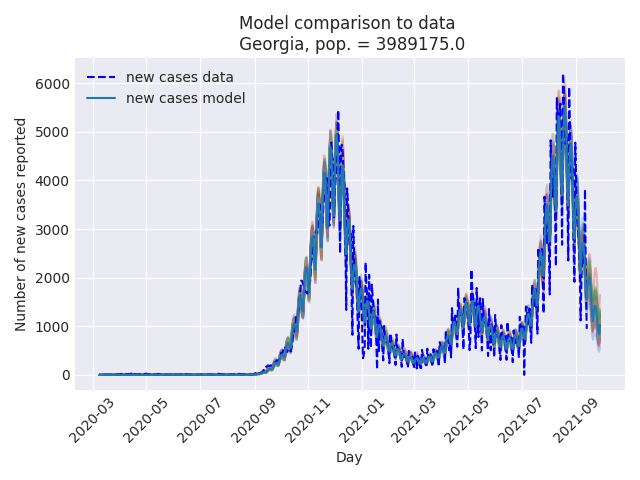 Model comparison to data
Georgia, pop. = 3989175.0
new cases data
new cases model
Number of new cases reported
6000
5000
4000
3000
2000
1000
0
2020-03
2020-05
2020-07
2020-09
2020-11
2021-01
2021-03
2021-05
2021-07
2021-09
Day